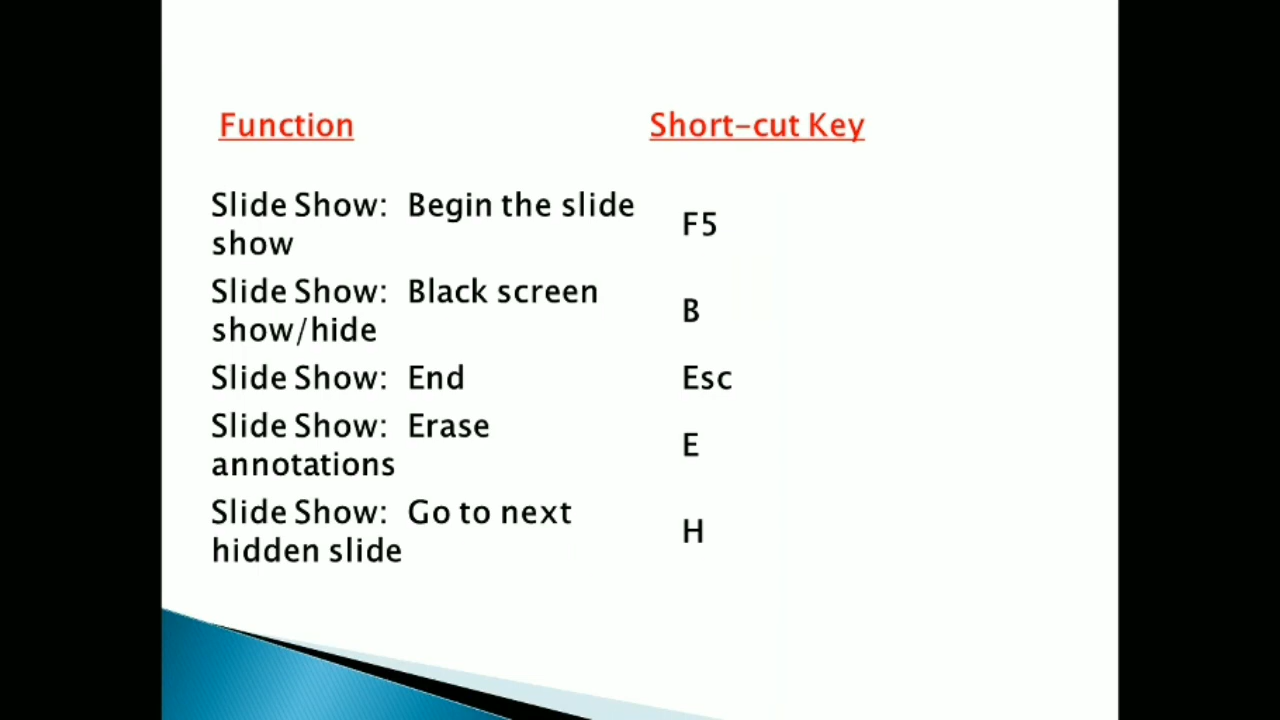 Function Short-cut Key
Slide Show: Begin the slide
show
F5
Slide Show: Black screen
show/hide
B
Slide Show: End Esc
Slide Show: Erase
annotations
E
Slide Show: Go to next
hidden slide
H